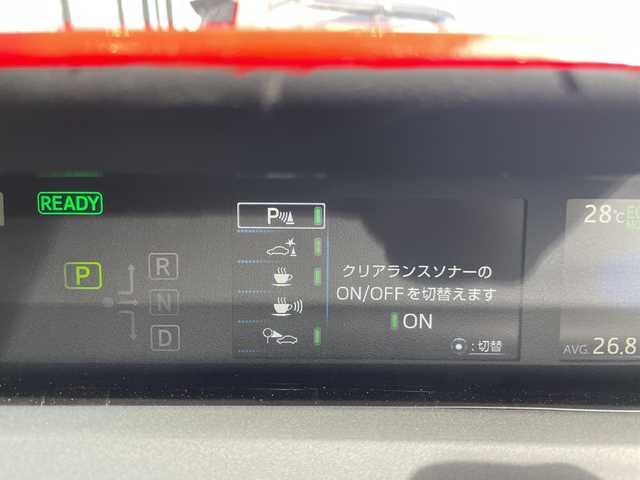 READY
P
R
N
D
P
クリアランスソナーの
ON/OFFを切替えます
ON
:切替
28℃
AVG. 26.8